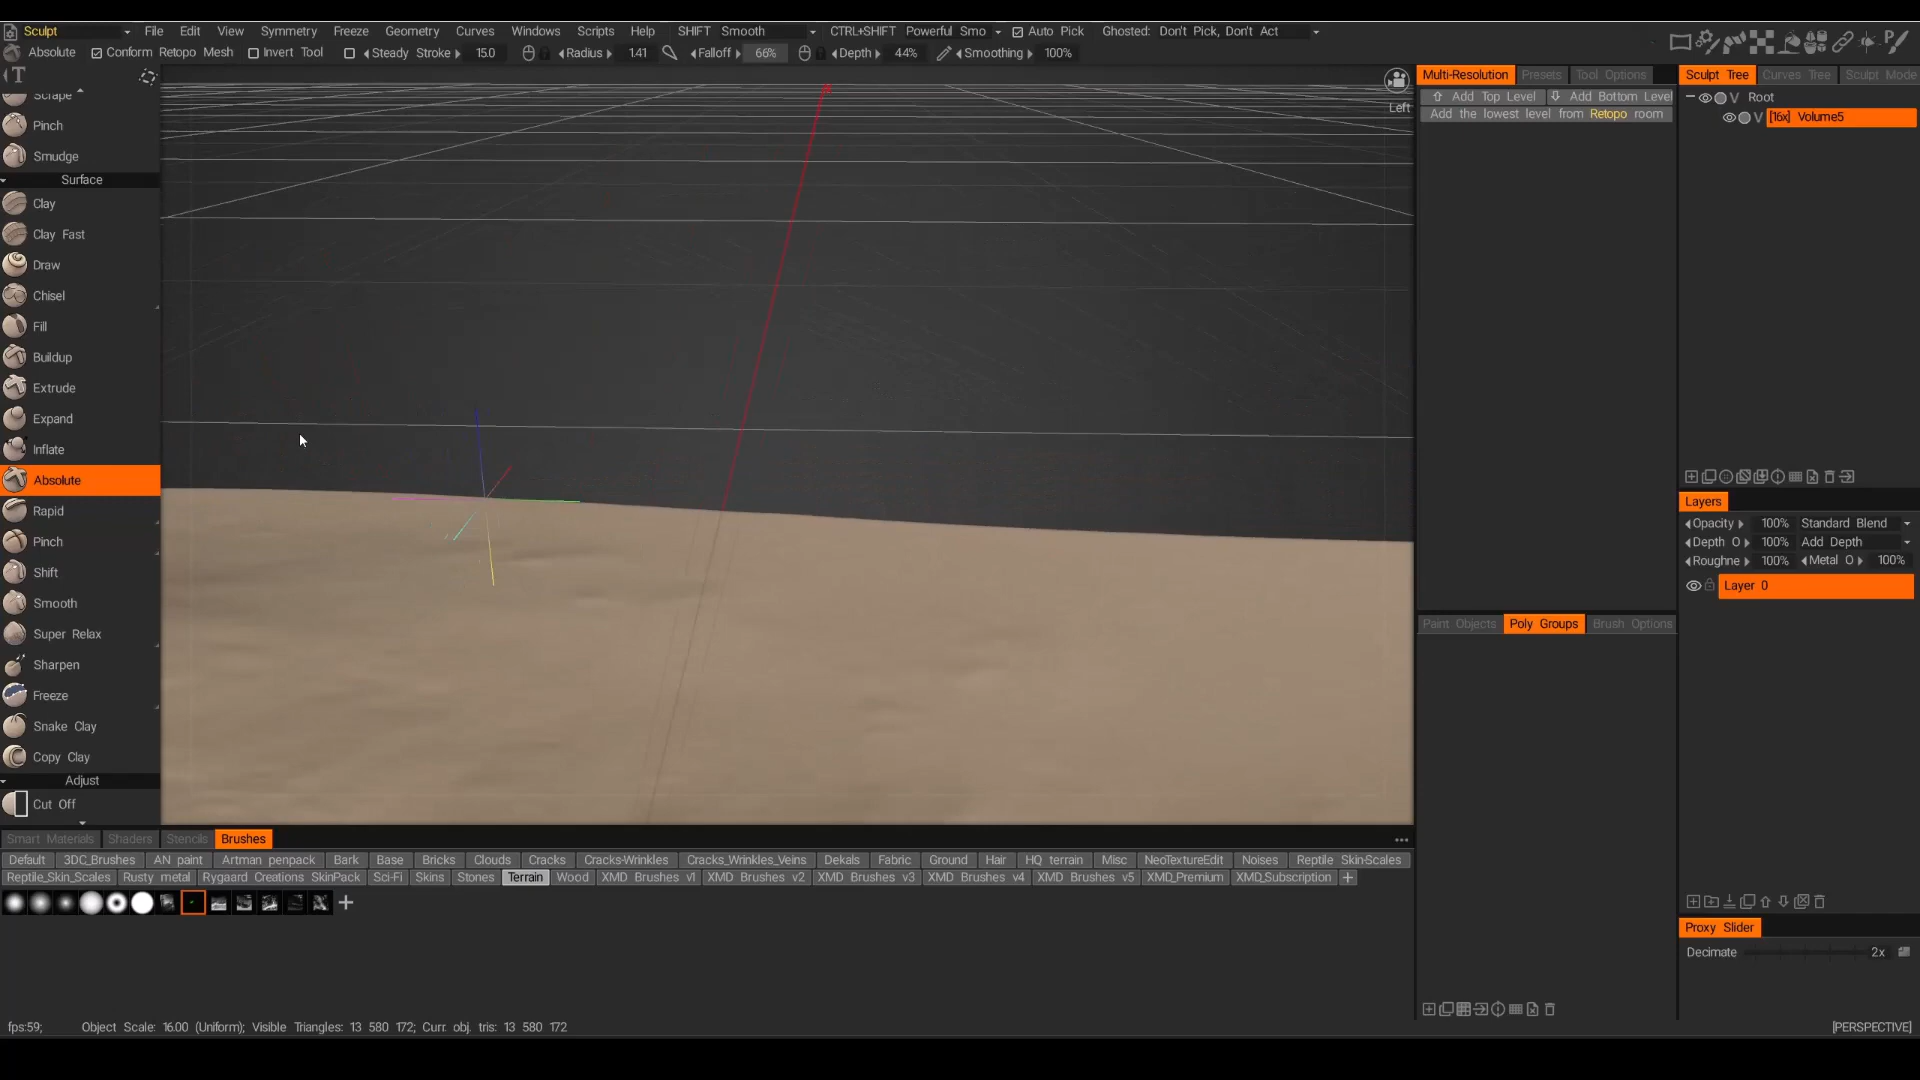 Sculpt File Edit View Symmetry Freeze Geometry Curves Windows Scripts Help SHIFT Smooth CTRL+SHIFT Powerful Smo Auto Pick Ghosted: Don't Pick, Don't Act
Absolute Conform Retopo Mesh Invert Tool Steady Stroke 15.0 Radius 1.41 Falloff 66% Depth 44% Smoothing 100%
T
Scrape
Pinch
Smudge
Surface
Clay
Clay Fast
Draw
Chisel
Fill
Buildup
Extrude
Expand
Inflate
Absolute
Rapid
Pinch
Shift
Smooth
Super Relax
Sharpen
Freeze
Snake Clay
Copy Clay
Adjust
Cut Off
Left
Multi-Resolution Presets Tool Options
Add Top Level Add Bottom Level
Add the lowest level from Retopo room
Sculpt Tree Curves Tree Sculpt Mode
V Root
V [16x] Volume5
Layers
Opacity 100% Standard Blend
Depth O 100% Add Depth
Roughne 100% Metal O 100%
Layer 0
Paint Objects Poly Groups Brush Options
Proxy Slider
Decimate 2x
Smart Materials Shaders Stencils Brushes
Default 3DC_Brushes AN paint Artman penpack Bark Base Bricks Clouds Cracks Cracks-Wrinkles Cracks_Wrinkles_Veins Dekals Fabric Ground Hair HQ terrain Misc NeoTextureEdit Noises Reptile Skin-Scales
Reptile_Skin_Scales Rusty metal Rygaard Creations SkinPack Sci-Fi Skins Stones Terrain Wood XMD Brushes v1 XMD Brushes v2 XMD Brushes v3 XMD Brushes v4 XMD Brushes v5 XMD_Premium XMD_Subscription +
fps:59; Object Scale: 16.00 (Uniform); Visible Triangles: 13 580 172; Curr. obj. tris: 13 580 172 [PERSPECTIVE]